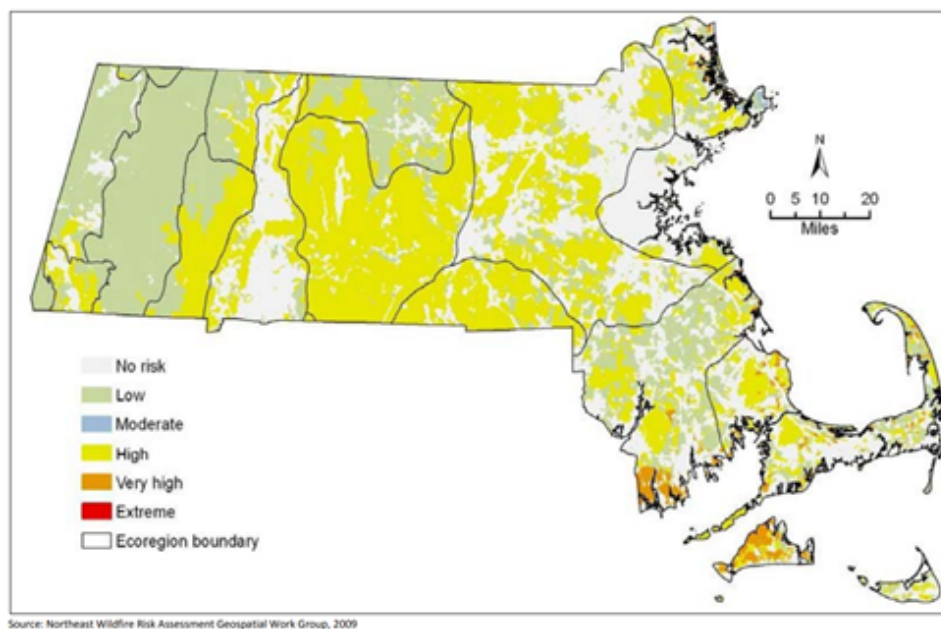 N
0 5 10 20
Miles
No risk
Low
Moderate
High
Very high
Extreme
Ecoregion boundary
Source: Northeast Wildfire Risk Assessment Geospatial Work Group, 2009